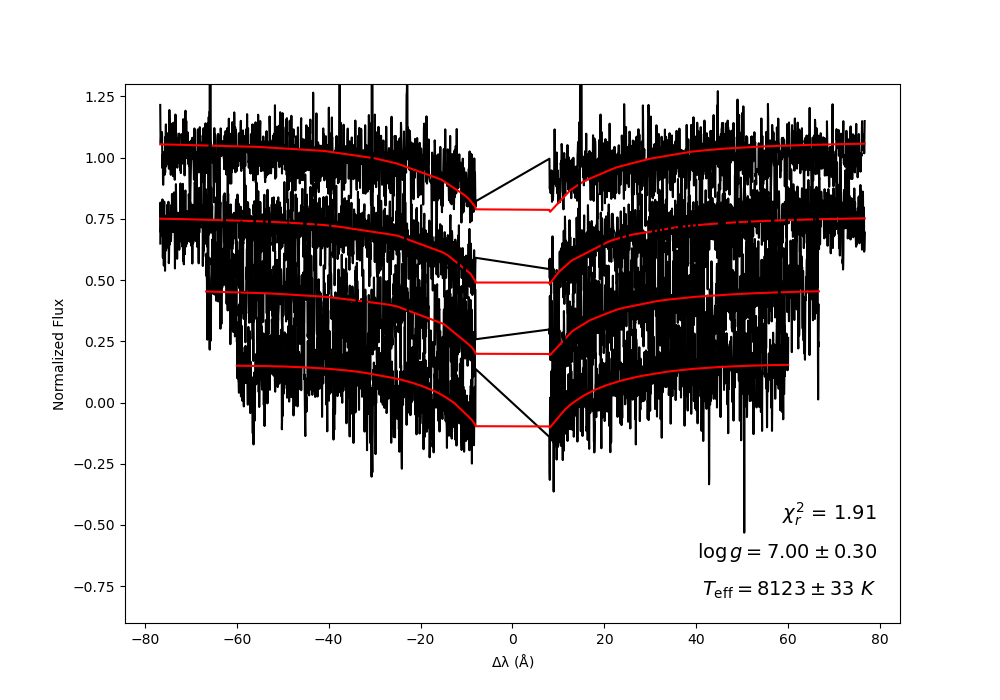 1.25
1.00
0.75
0.50
0.25
0.00
−0.25
−0.50
−0.75
Normalized Flux
χ_r^2 = 1.91
log g = 7.00 ± 0.30
T_eff = 8123 ± 33 K
−80 −60 −40 −20 0 20 40 60 80
Δλ (Å)